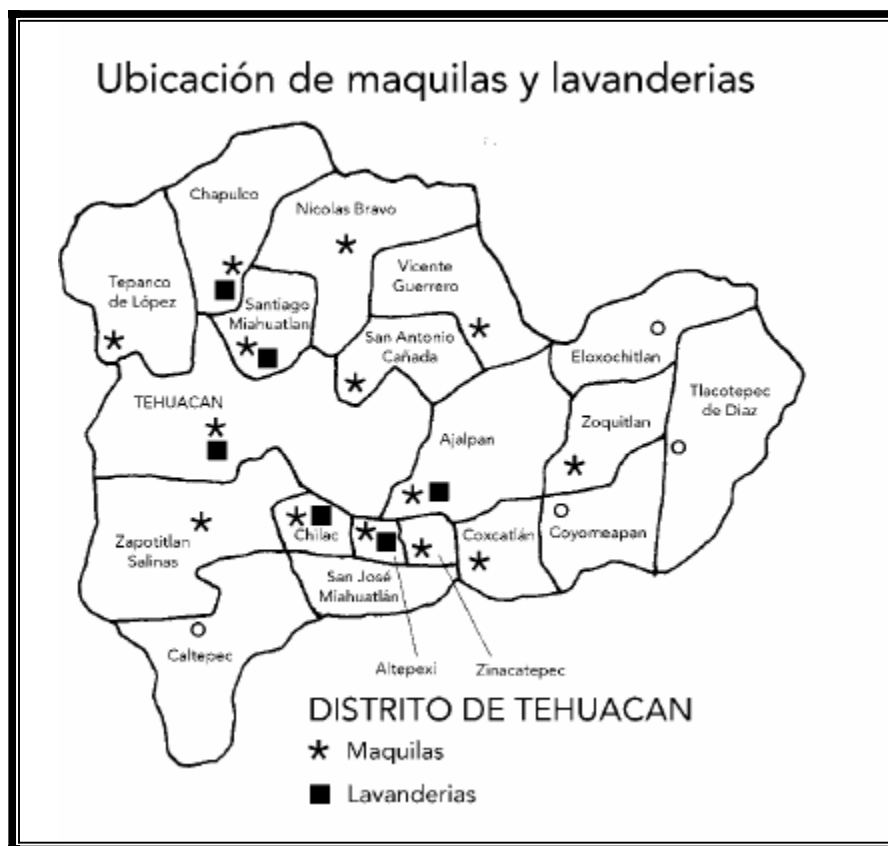 Ubicación de maquilas y lavanderias
Chapulco
Nicolas Bravo
Tepanco
de López
Vicente
Guerrero
Santiago
Miahuatlan
San Antonio
Cañada
Eloxochitlan
Tlacotepec
de Diaz
TEHUACAN
Ajalpan
Zoquitlan
Zapotitlan
Salinas
Chilac
Coxcatlán
Coyomeapan
San José
Miahuatlán
Caltepec
Altepexi
Zinacatepec
DISTRITO DE TEHUACAN
Maquilas
Lavanderias